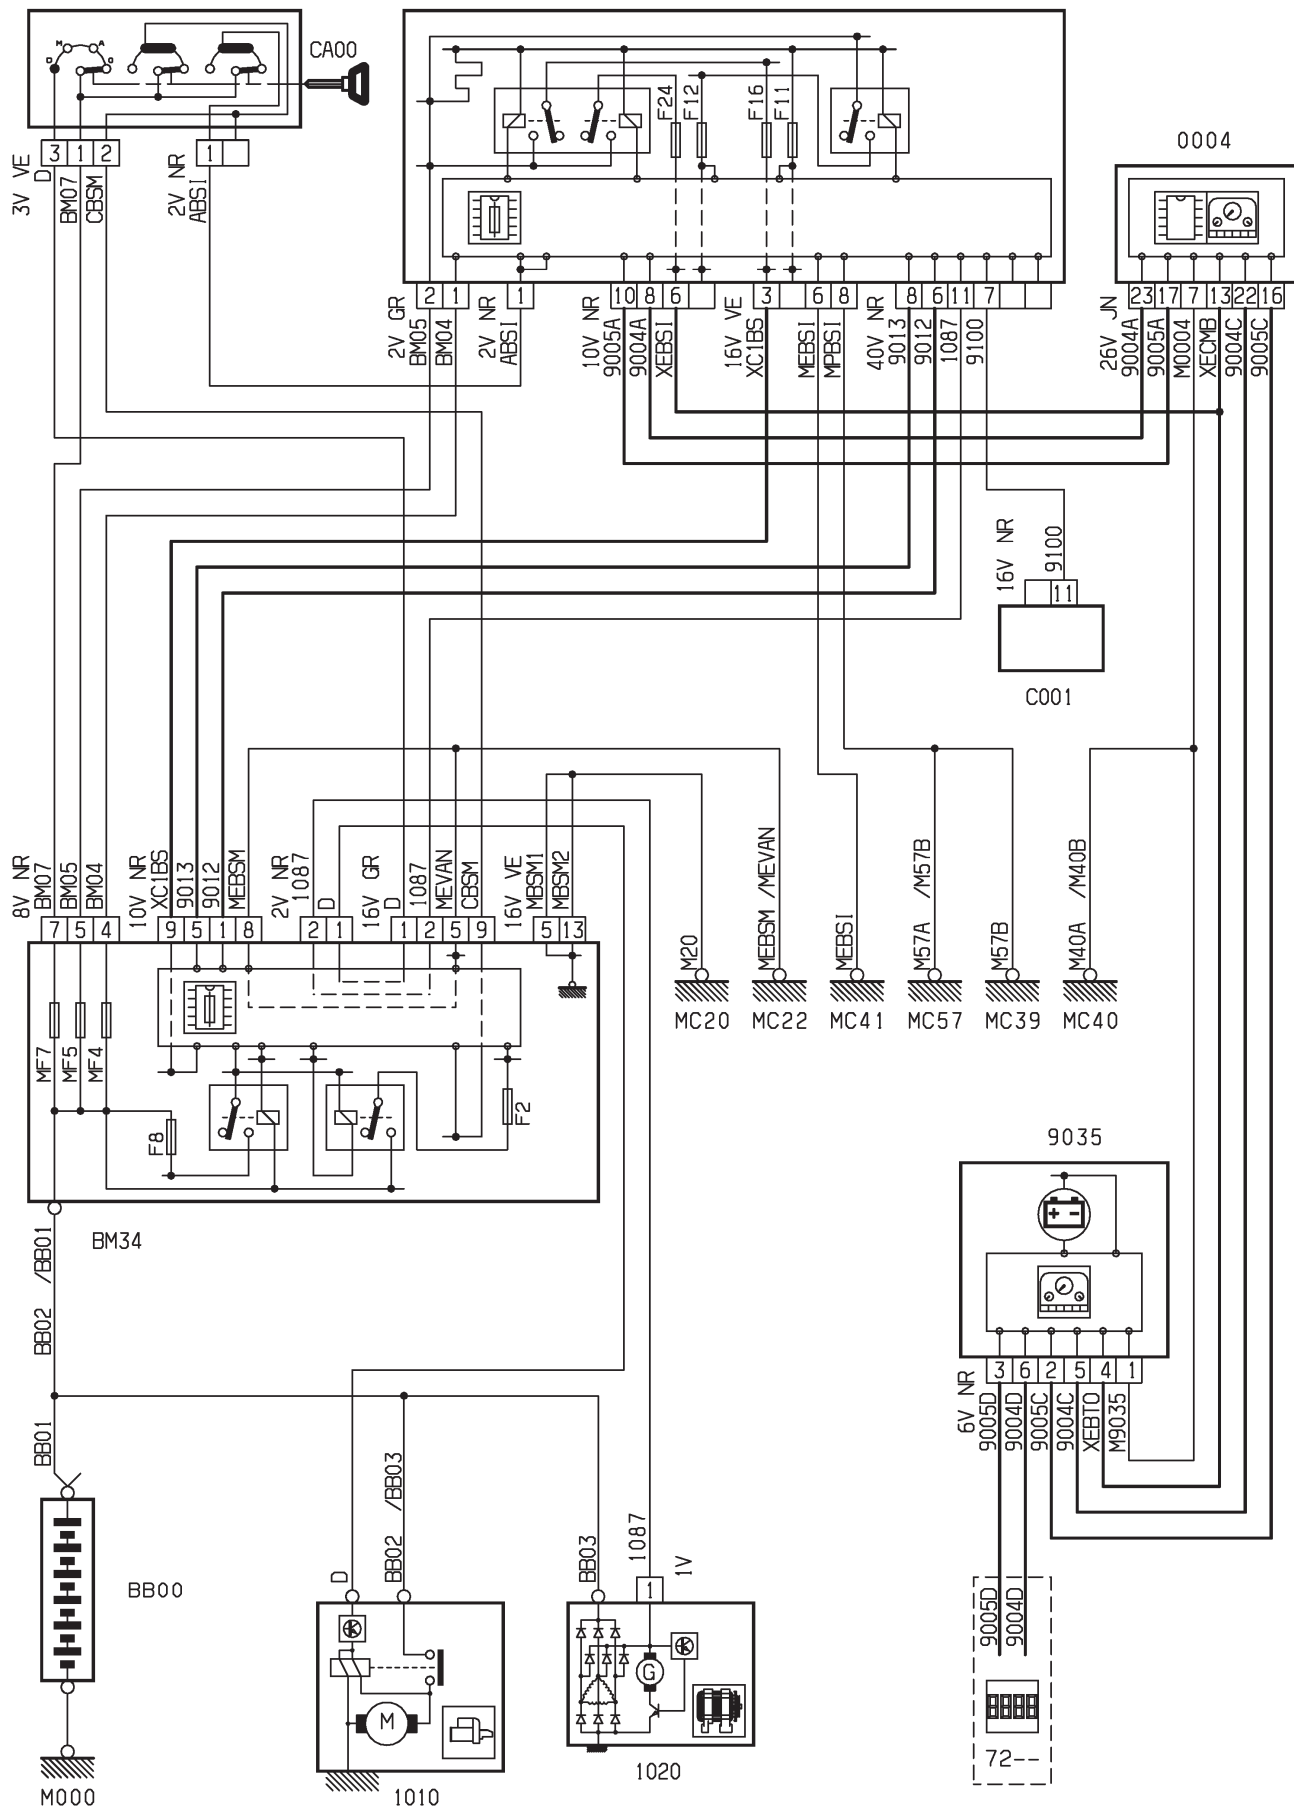 CA00
M A
D G
3 1 2
1
3V VE
D
BM07
CBSM
2V NR
ABSI
F24
F12
F16
F11
2 1
1
10 8 6
3
6 8
8 6 11 7
2V GR
BM05
BM04
2V NR
ABSI
10V NR
9005A
9004A
XEBSI
16V VE
XC1BS
MEBSI
MPBSI
40V NR
9013
9012
1087
9100
0004
23 17 7 13 22 16
26V JN
9004A
9005A
M0004
XECMB
9004C
9005C
16V NR
9100
11
C001
8V NR
BM07
BM05
BM04
10V NR
XC1BS
9013
9012
MEBSM
2V NR
1087
D
16V GR
D
1087
MEVAN
CBSM
16V VE
MBSM1
MBSM2
7 5 4
9 5 1 8
2 1
1 2 5 9
5 13
M20
MEBSM /MEVAN
MEBSI
M57A /M57B
M57B
M40A /M40B
MC20
MC22
MC41
MC57
MC39
MC40
MF7
MF5
MF4
F8
F2
BM34
BB02 /BB01
BB01
BB00
M000
D
BB02 /BB03
M
1010
BB03
1087
1V
1
G
1020
9035
+ −
3 6 2 5 4 1
6V NR
9005D
9004D
9005C
9004C
XEBTO
M9035
9005D
9004D
8888
72--